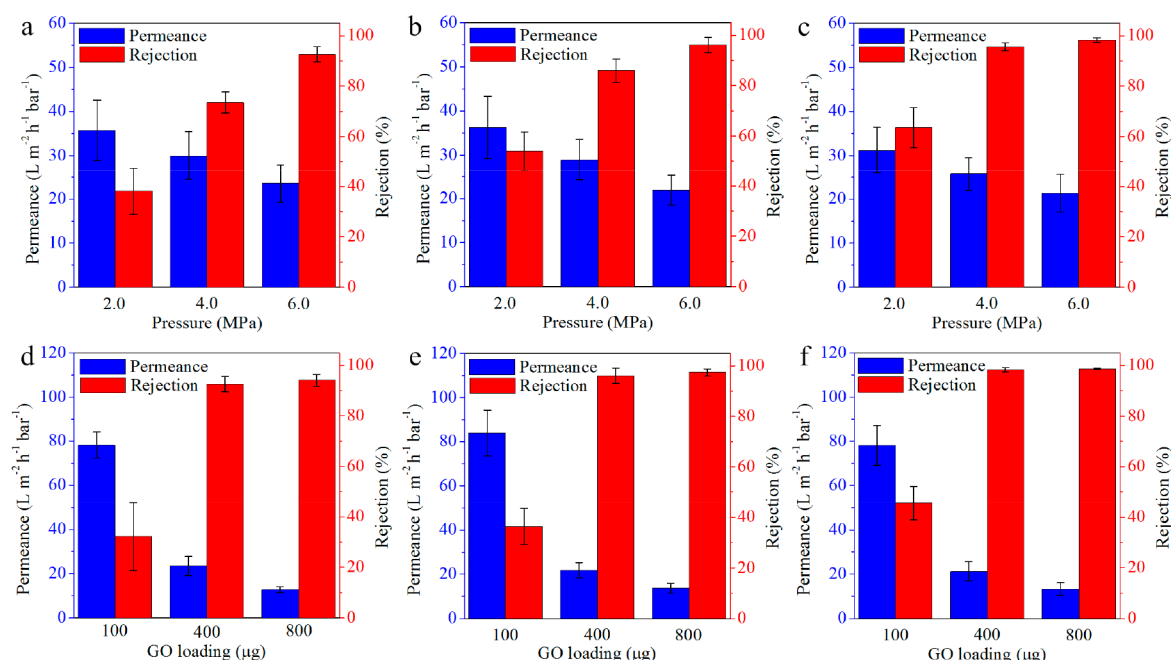 a
60
50
40
30
20
10
0
Permeance (L m⁻² h⁻¹ bar⁻¹)
Permeance
Rejection
100
80
60
40
20
0
Rejection (%)
2.0 4.0 6.0
Pressure (MPa)
b
60
50
40
30
20
10
0
Permeance (L m⁻² h⁻¹ bar⁻¹)
Permeance
Rejection
100
80
60
40
20
0
Rejection (%)
2.0 4.0 6.0
Pressure (MPa)
c
60
50
40
30
20
10
0
Permeance (L m⁻² h⁻¹ bar⁻¹)
Permeance
Rejection
100
80
60
40
20
0
Rejection (%)
2.0 4.0 6.0
Pressure (MPa)
d
120
100
80
60
40
20
0
Permeance (L m⁻² h⁻¹ bar⁻¹)
Permeance
Rejection
100
80
60
40
20
0
Rejection (%)
100 400 800
GO loading (μg)
e
120
100
80
60
40
20
0
Permeance (L m⁻² h⁻¹ bar⁻¹)
Permeance
Rejection
100
80
60
40
20
0
Rejection (%)
100 400 800
GO loading (μg)
f
120
100
80
60
40
20
0
Permeance (L m⁻² h⁻¹ bar⁻¹)
Permeance
Rejection
100
80
60
40
20
0
Rejection (%)
100 400 800
GO loading (μg)